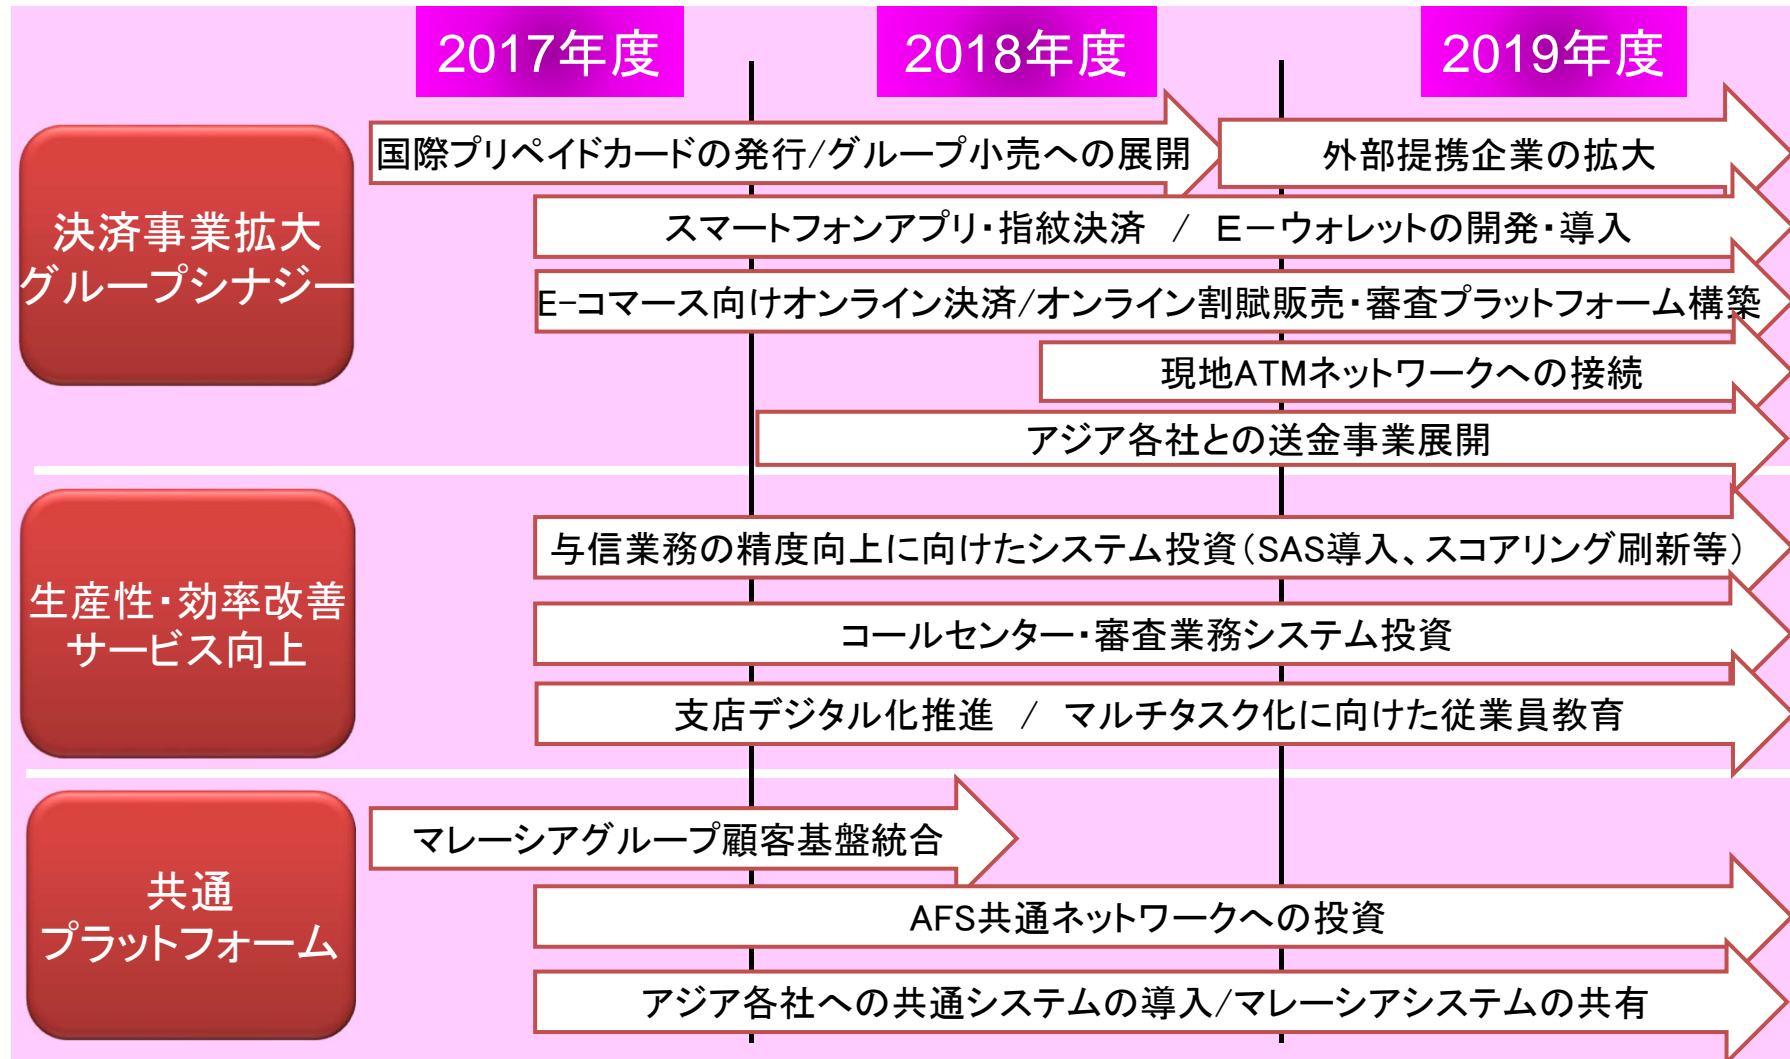 2017年度
2018年度
2019年度
決済事業拡大
グループシナジー
国際プリペイドカードの発行/グループ小売への展開
外部提携企業の拡大
スマートフォンアプリ・指紋決済 / E－ウォレットの開発・導入
E-コマース向けオンライン決済/オンライン割賦販売・審査プラットフォーム構築
現地ATMネットワークへの接続
アジア各社との送金事業展開
生産性・効率改善
サービス向上
与信業務の精度向上に向けたシステム投資（SAS導入、スコアリング刷新等）
コールセンター・審査業務システム投資
支店デジタル化推進 / マルチタスク化に向けた従業員教育
共通
プラットフォーム
マレーシアグループ顧客基盤統合
AFS共通ネットワークへの投資
アジア各社への共通システムの導入/マレーシアシステムの共有